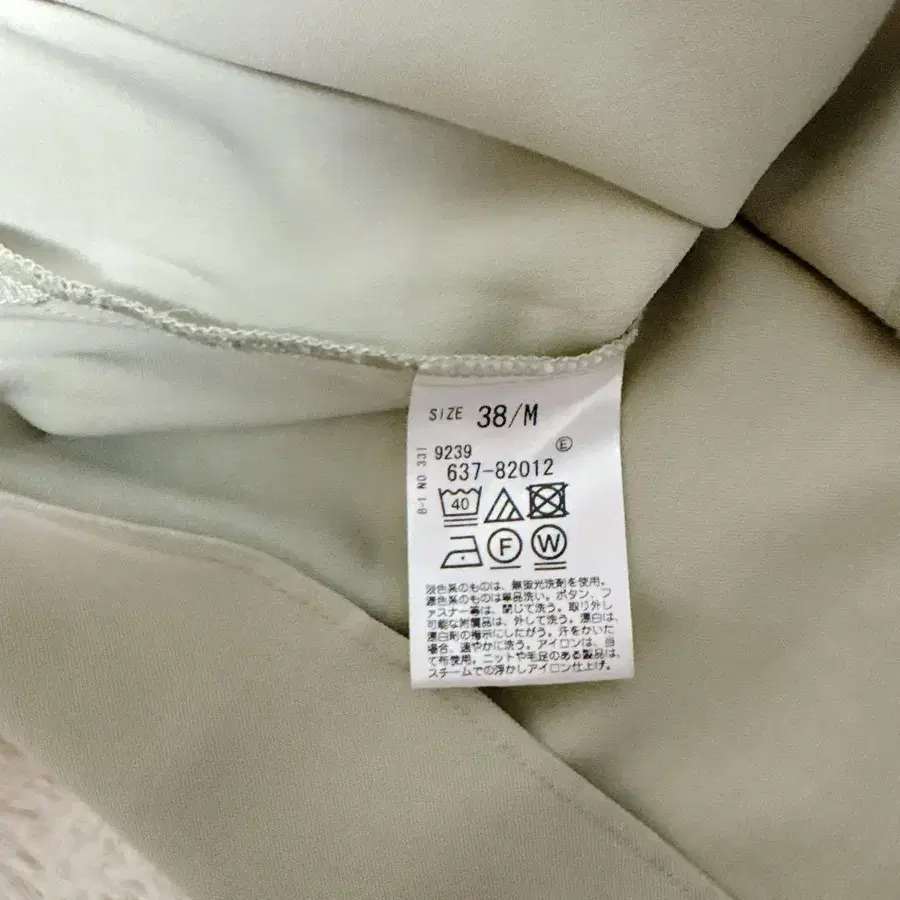 SIZE 38/M
B-1 NO 331
9239
E
637-82012
40
F W
淡色系のものは、無蛍光洗剤を使用。
濃色系のものは単品洗い。ボタン、フ
ァスナー等は、閉じて洗う。取り外し
可能な附属品は、外して洗う。漂白は、
漂白剤の指示にしたがう。汗をかいた
場合、速やかに洗う。アイロンは、当
て布使用。ニットや毛足のある製品は、
スチームでの浮かしアイロン仕上げ。